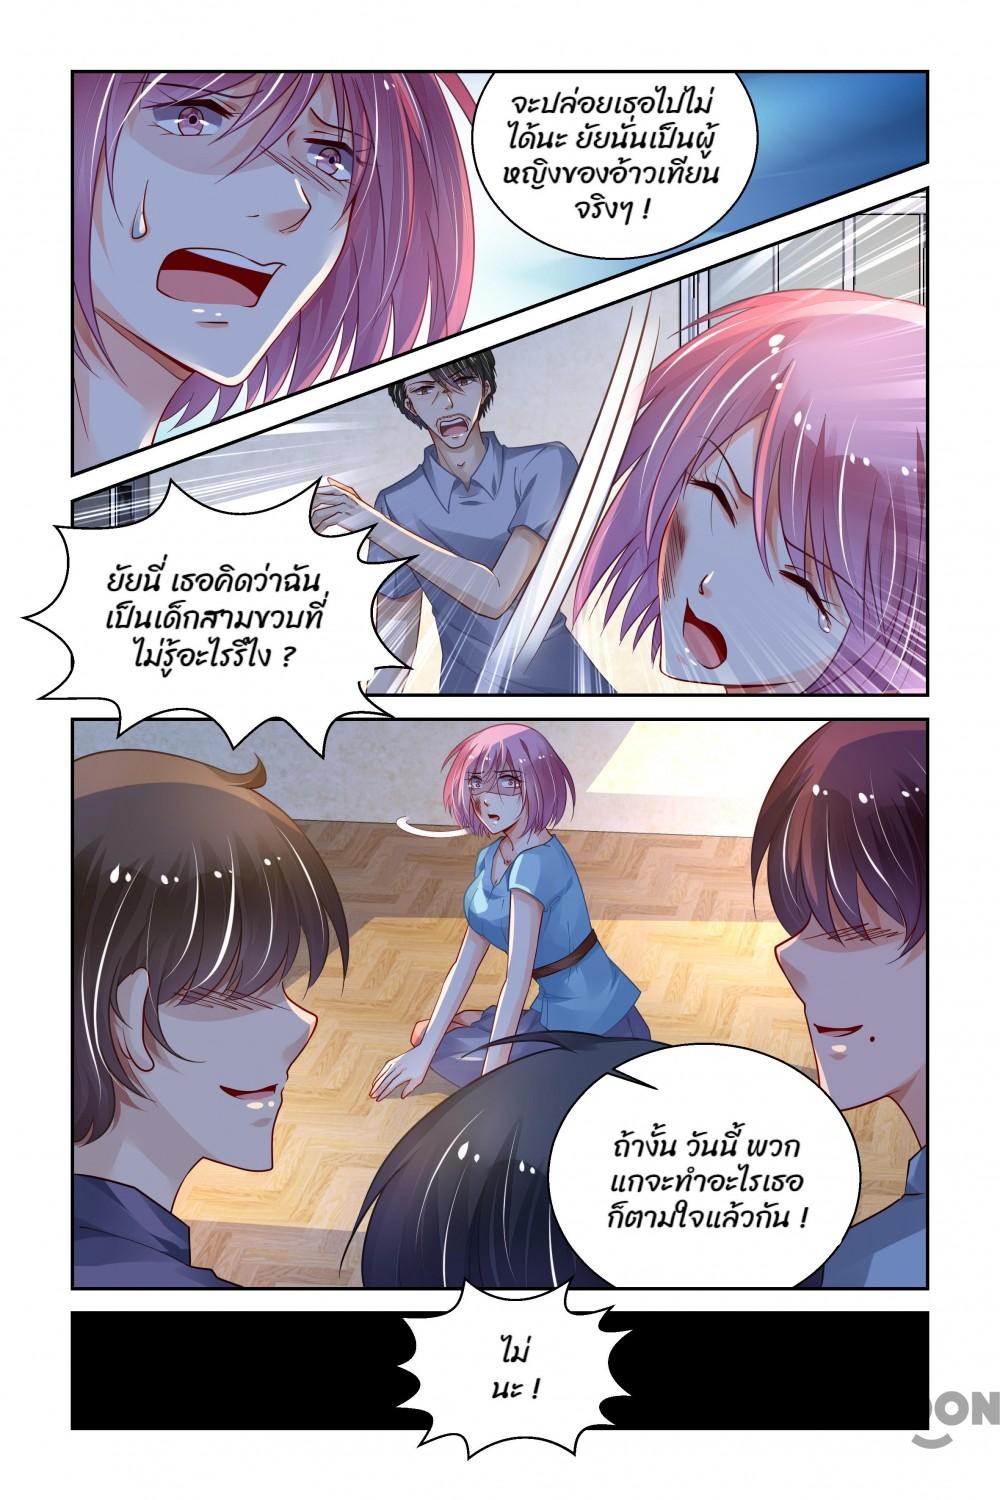 จะปล่อยเธอไปไม่
ได้นะ ยัยนั่นเป็นผู้
หญิงของอ้าวเทียน
จริงๆ !
ยัยนี่ เธอคิดว่าฉัน
เป็นเด็กสามขวบที่
ไม่รู้อะไรรึไง ?
ถ้างั้น วันนี้ พวก
แกจะทำอะไรเธอ
ก็ตามใจแล้วกัน !
ไม่
นะ !